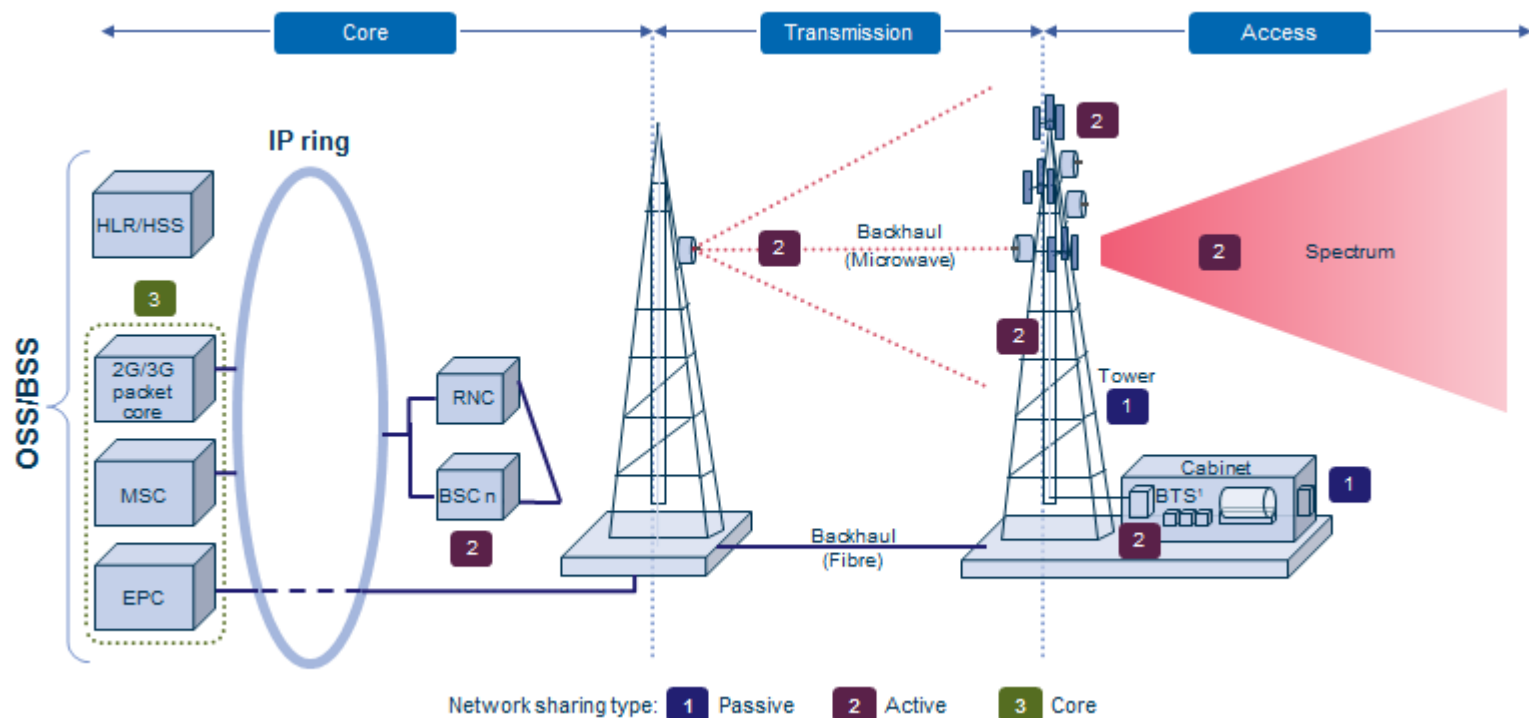 Core
Transmission
Access
IP ring
2
HLR/HSS
2
Backhaul
(Microwave)
2
Spectrum
3
OSS/BSS
2G/3G
packet
core
RNC
2
Tower
1
MSC
BSC n
Cabinet
BTS¹
1
2
2
Backhaul
(Fibre)
EPC
Network sharing type: 1 Passive 2 Active 3 Core